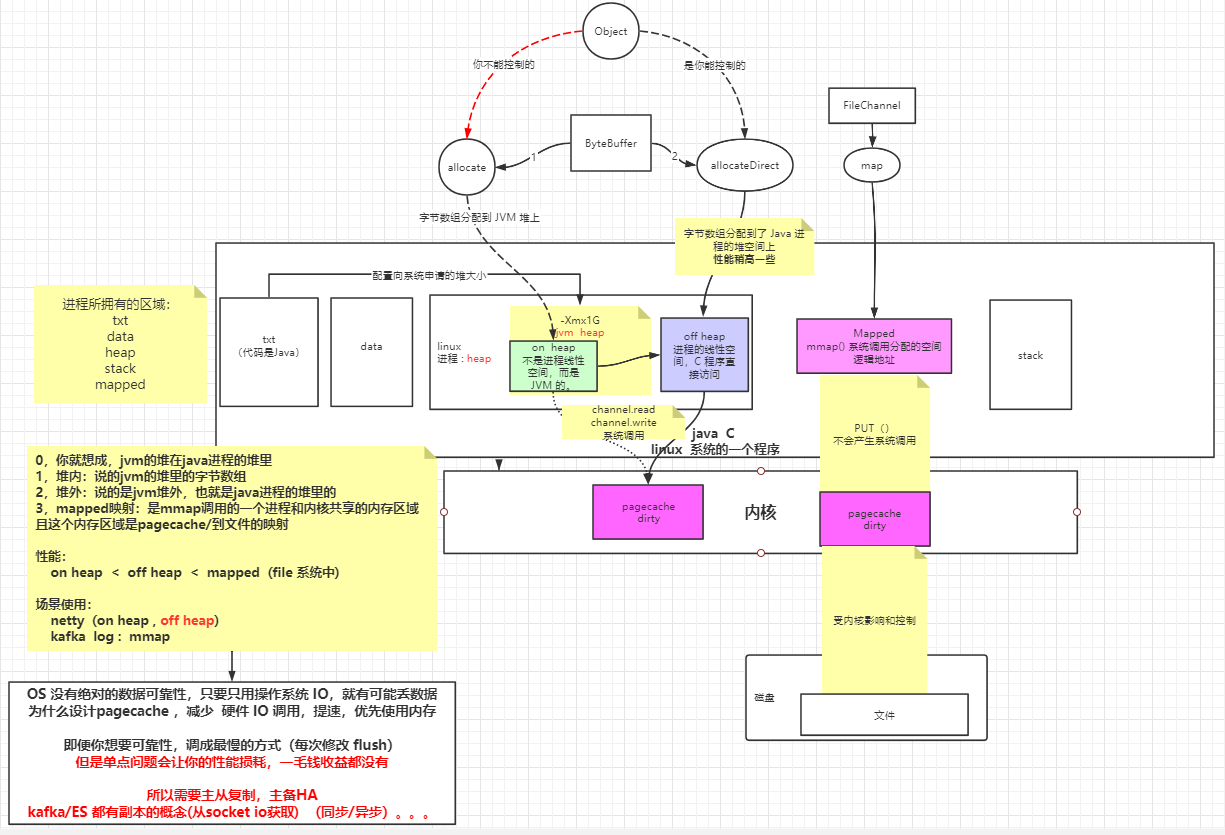 Object
你不能控制的
是你能控制的
FileChannel
ByteBuffer
1
2
allocate
allocateDirect
map
字节数组分配到 JVM 堆上
字节数组分配到了 Java 进
程的堆空间上
性能稍高一些
配置向系统申请的堆大小
进程所拥有的区域：
txt
data
heap
stack
mapped
txt
（代码是Java）
data
linux
进程 : heap
-Xmx1G
jvm heap
on heap
不是进程线性
空间，而是
JVM 的。
off heap
进程的线性空
间，C 程序直
接访问
Mapped
mmap() 系统调用分配的空间
逻辑地址
stack
channel.read
channel.write
系统调用
java C
linux 系统的一个程序
PUT（）
不会产生系统调用
0，你就想成，jvm的堆在java进程的堆里
1，堆内：说的jvm的堆里的字节数组
2，堆外：说的是jvm堆外，也就是java进程的堆里的
3，mapped映射：是mmap调用的一个进程和内核共享的内存区域
且这个内存区域是pagecache/到文件的映射
性能：
on heap < off heap < mapped（file 系统中）
场景使用：
netty（on heap , off heap）
kafka log : mmap
pagecache
dirty
内核
pagecache
dirty
受内核影响和控制
磁盘
文件
OS 没有绝对的数据可靠性，只要只用操作系统 IO，就有可能丢数据
为什么设计pagecache ，减少 硬件 IO 调用，提速，优先使用内存
即便你想要可靠性，调成最慢的方式（每次修改 flush）
但是单点问题会让你的性能损耗，一毛钱收益都没有
所以需要主从复制，主备HA
kafka/ES 都有副本的概念(从socket io获取) （同步/异步）。。。